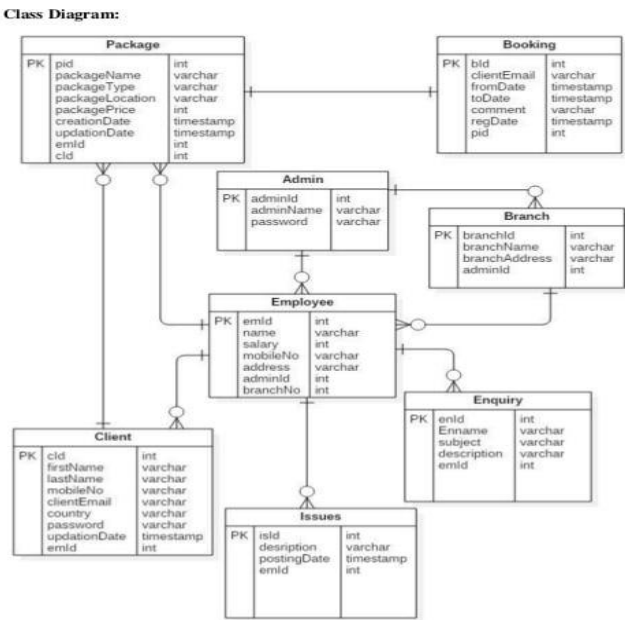 Class Diagram:
Package
PK pid int
packageName varchar
packageType varchar
packageLocation varchar
packagePrice int
creationDate timestamp
updationDate timestamp
emId int
cId int
Booking
PK bId int
clientEmail varchar
fromDate timestamp
toDate timestamp
comment varchar
regDate timestamp
pid int
Admin
PK adminId int
adminName varchar
password varchar
Branch
PK branchId int
branchName varchar
branchAddress varchar
adminId int
Employee
PK emId int
name varchar
salary int
mobileNo varchar
address varchar
adminId int
branchNo int
Enquiry
PK enId int
Enname varchar
subject varchar
description varchar
emId int
Client
PK cId int
firstName varchar
lastName varchar
mobileNo varchar
clientEmail varchar
country varchar
password varchar
updationDate timestamp
emId int
Issues
PK isId int
desription varchar
postingDate timestamp
emId int